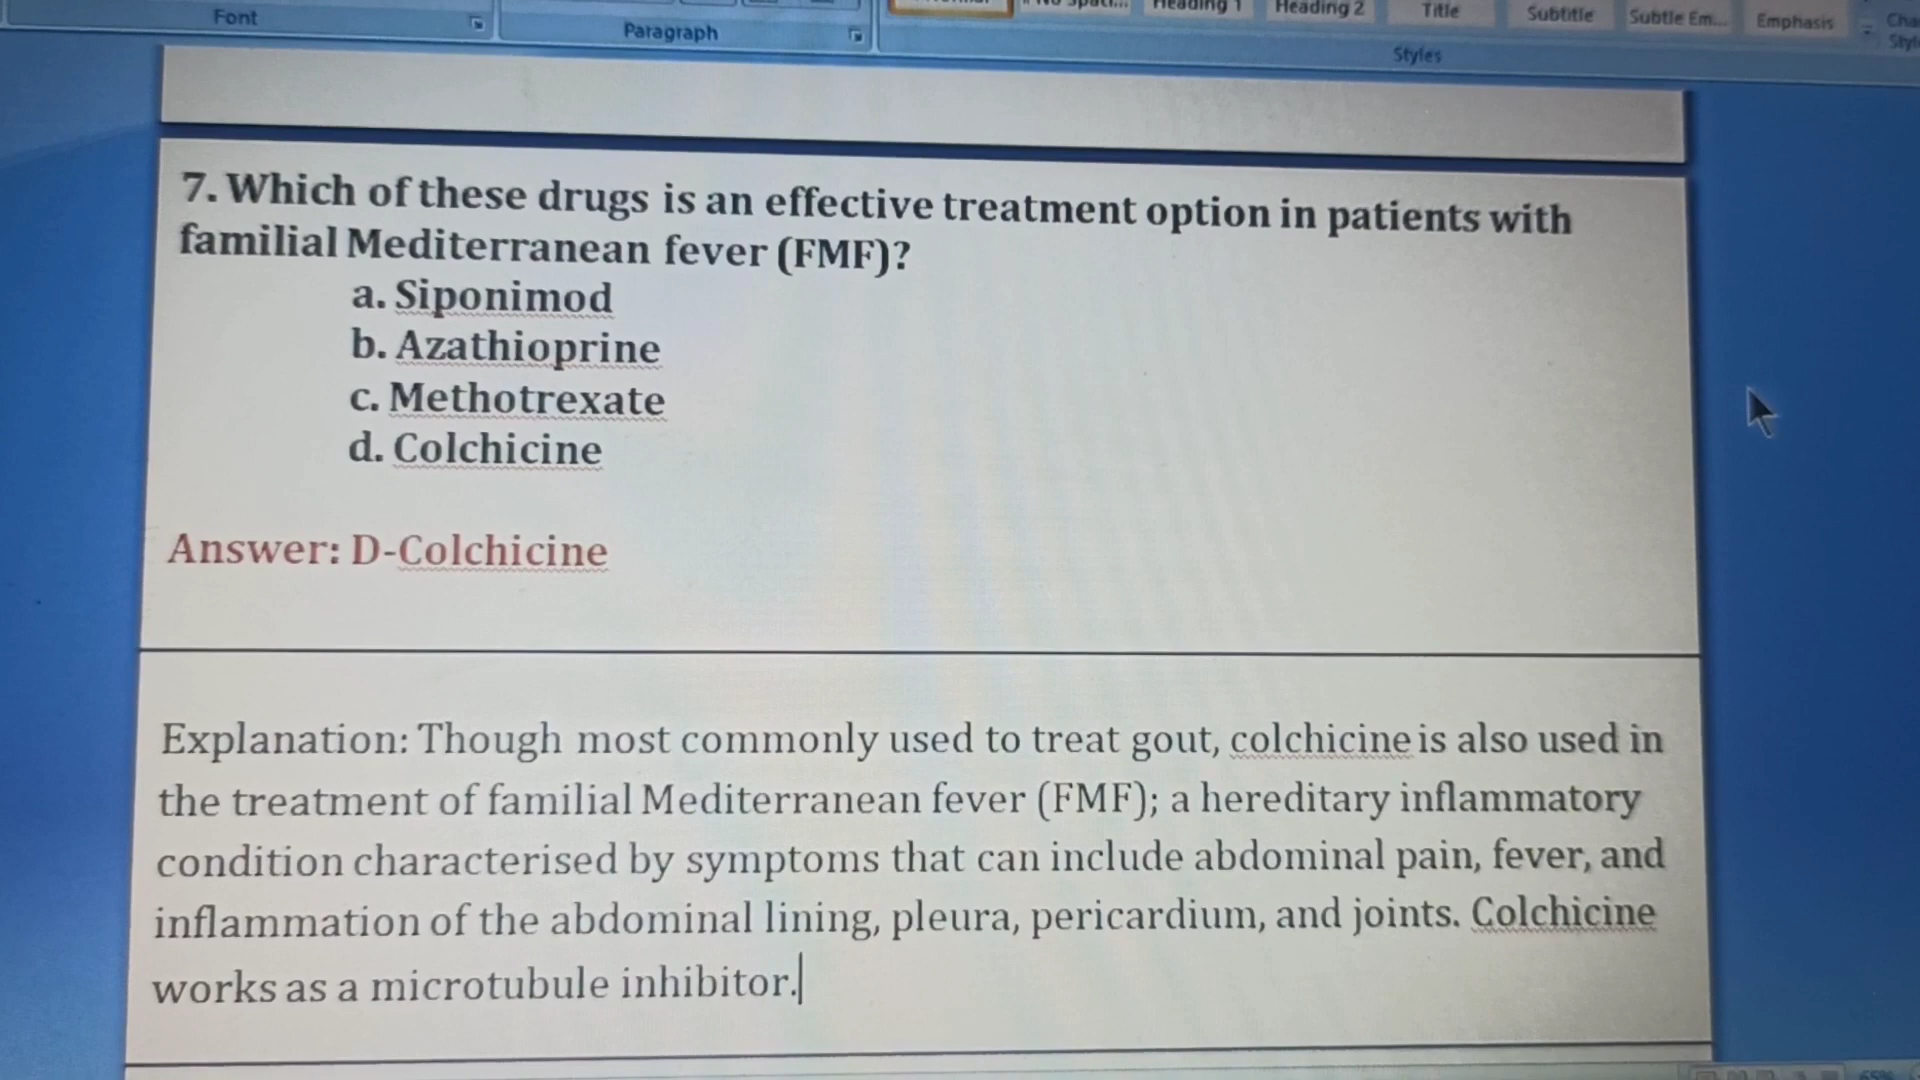 Font
Paragraph
Heading 1
Heading 2
Title
Subtitle
Subtle Em...
Emphasis
Styles
7. Which of these drugs is an effective treatment option in patients with
familial Mediterranean fever (FMF)?
a. Siponimod
b. Azathioprine
c. Methotrexate
d. Colchicine
Answer: D-Colchicine
Explanation: Though most commonly used to treat gout, colchicine is also used in
the treatment of familial Mediterranean fever (FMF); a hereditary inflammatory
condition characterised by symptoms that can include abdominal pain, fever, and
inflammation of the abdominal lining, pleura, pericardium, and joints. Colchicine
works as a microtubule inhibitor.